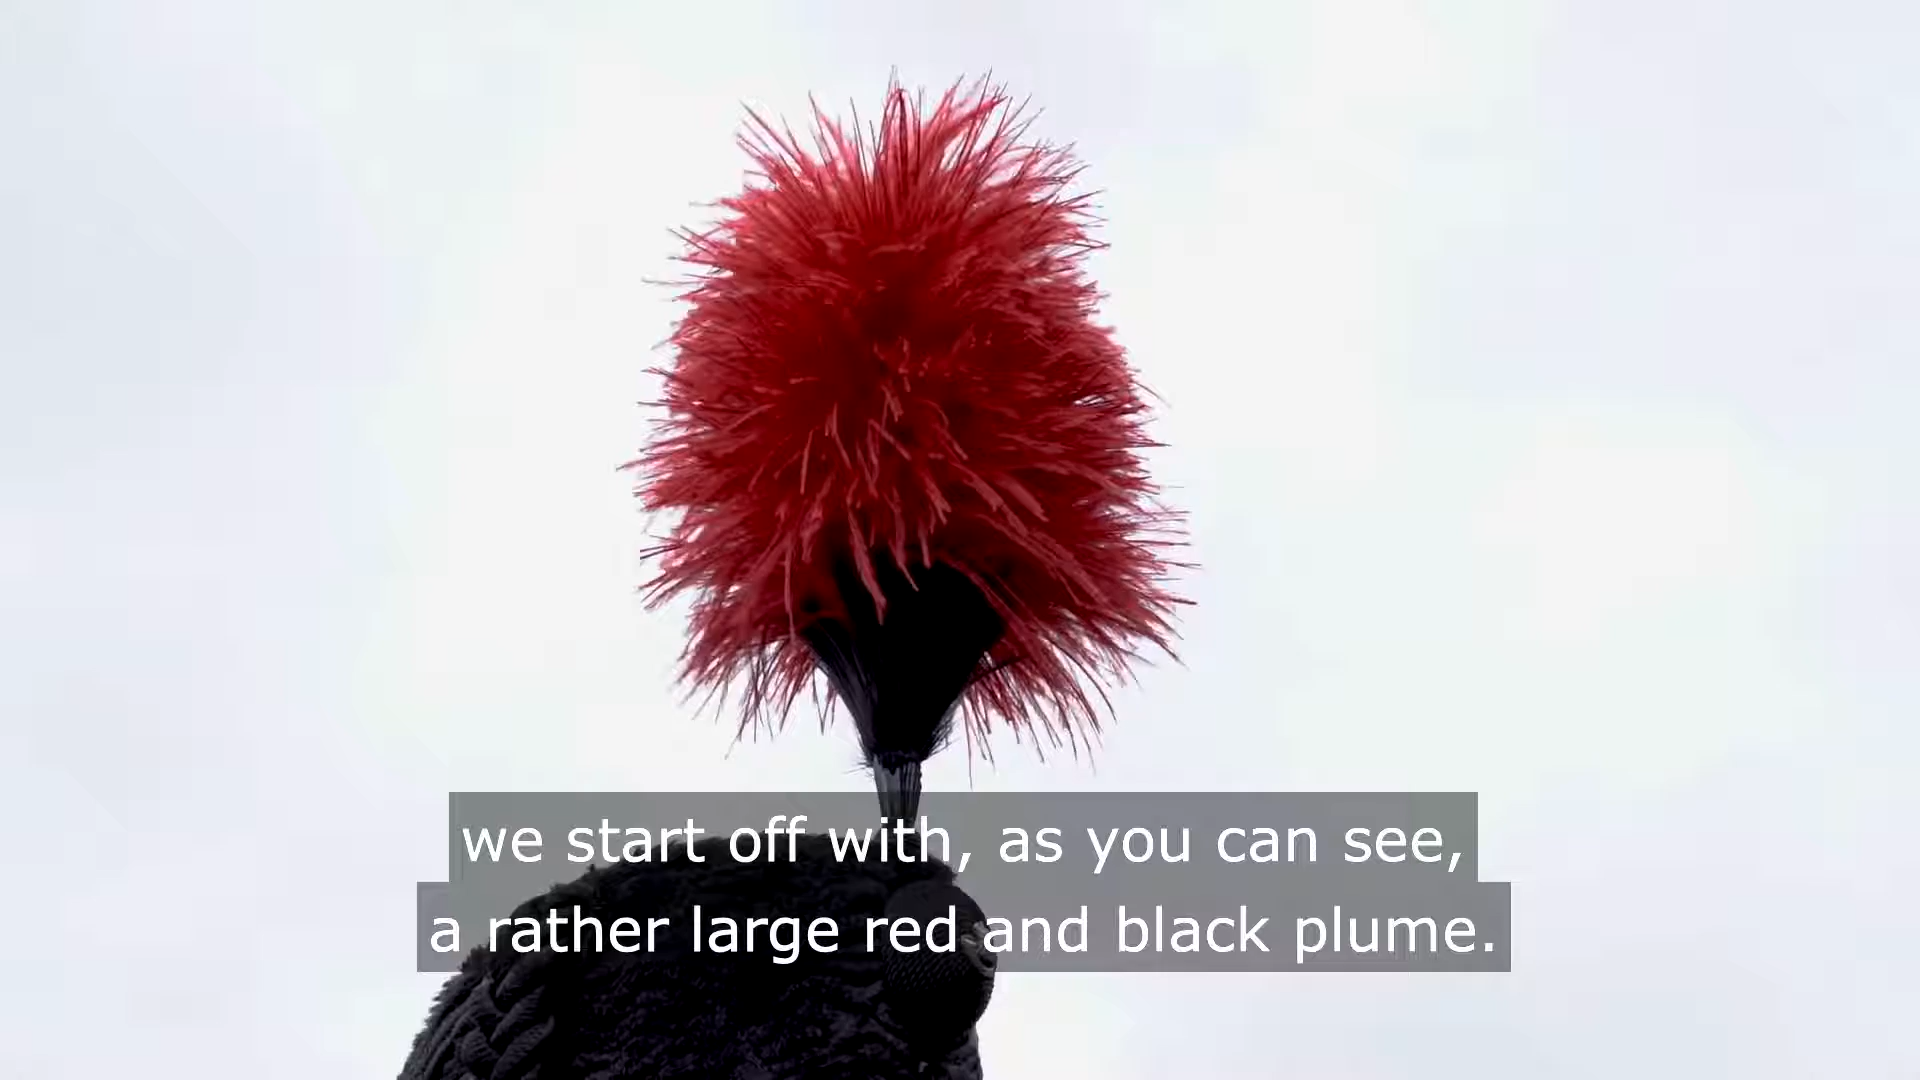 we start off with, as you can see,
a rather large red and black plume.